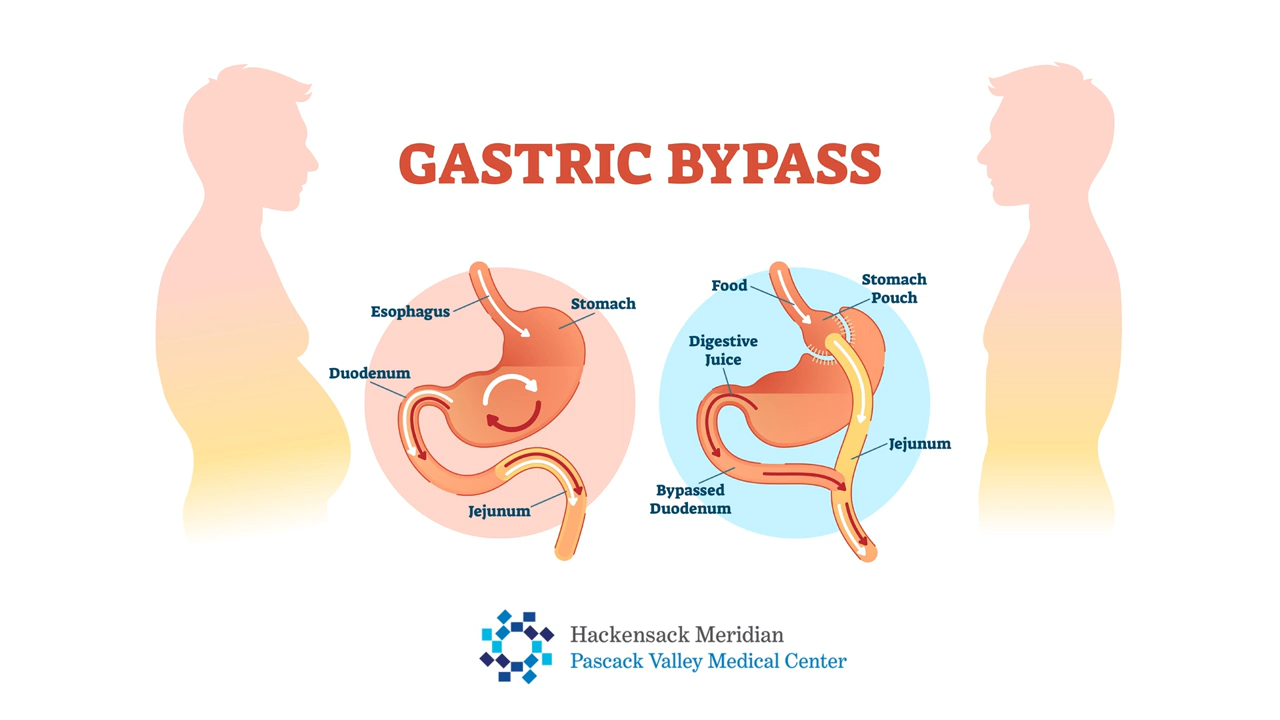 GASTRIC BYPASS
Esophagus
Stomach
Duodenum
Jejunum
Food
Stomach
Pouch
Digestive
Juice
Jejunum
Bypassed
Duodenum
Hackensack Meridian
Pascack Valley Medical Center